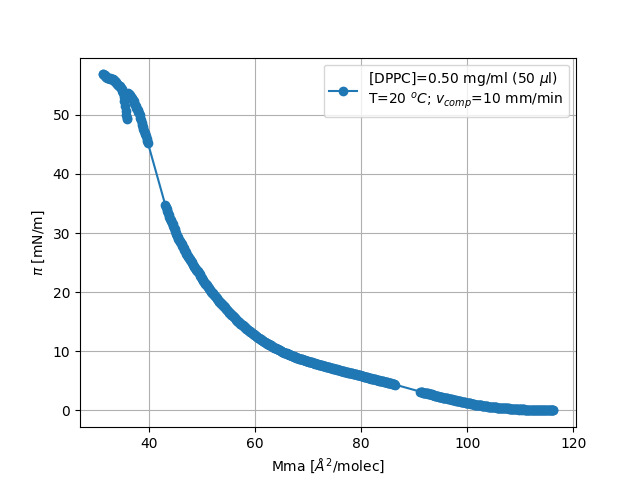 [DPPC]=0.50 mg/ml (50 μl)
T=20 °C; v_comp=10 mm/min
50
40
30
20
10
0
π [mN/m]
40 60 80 100 120
Mma [Å²/molec]